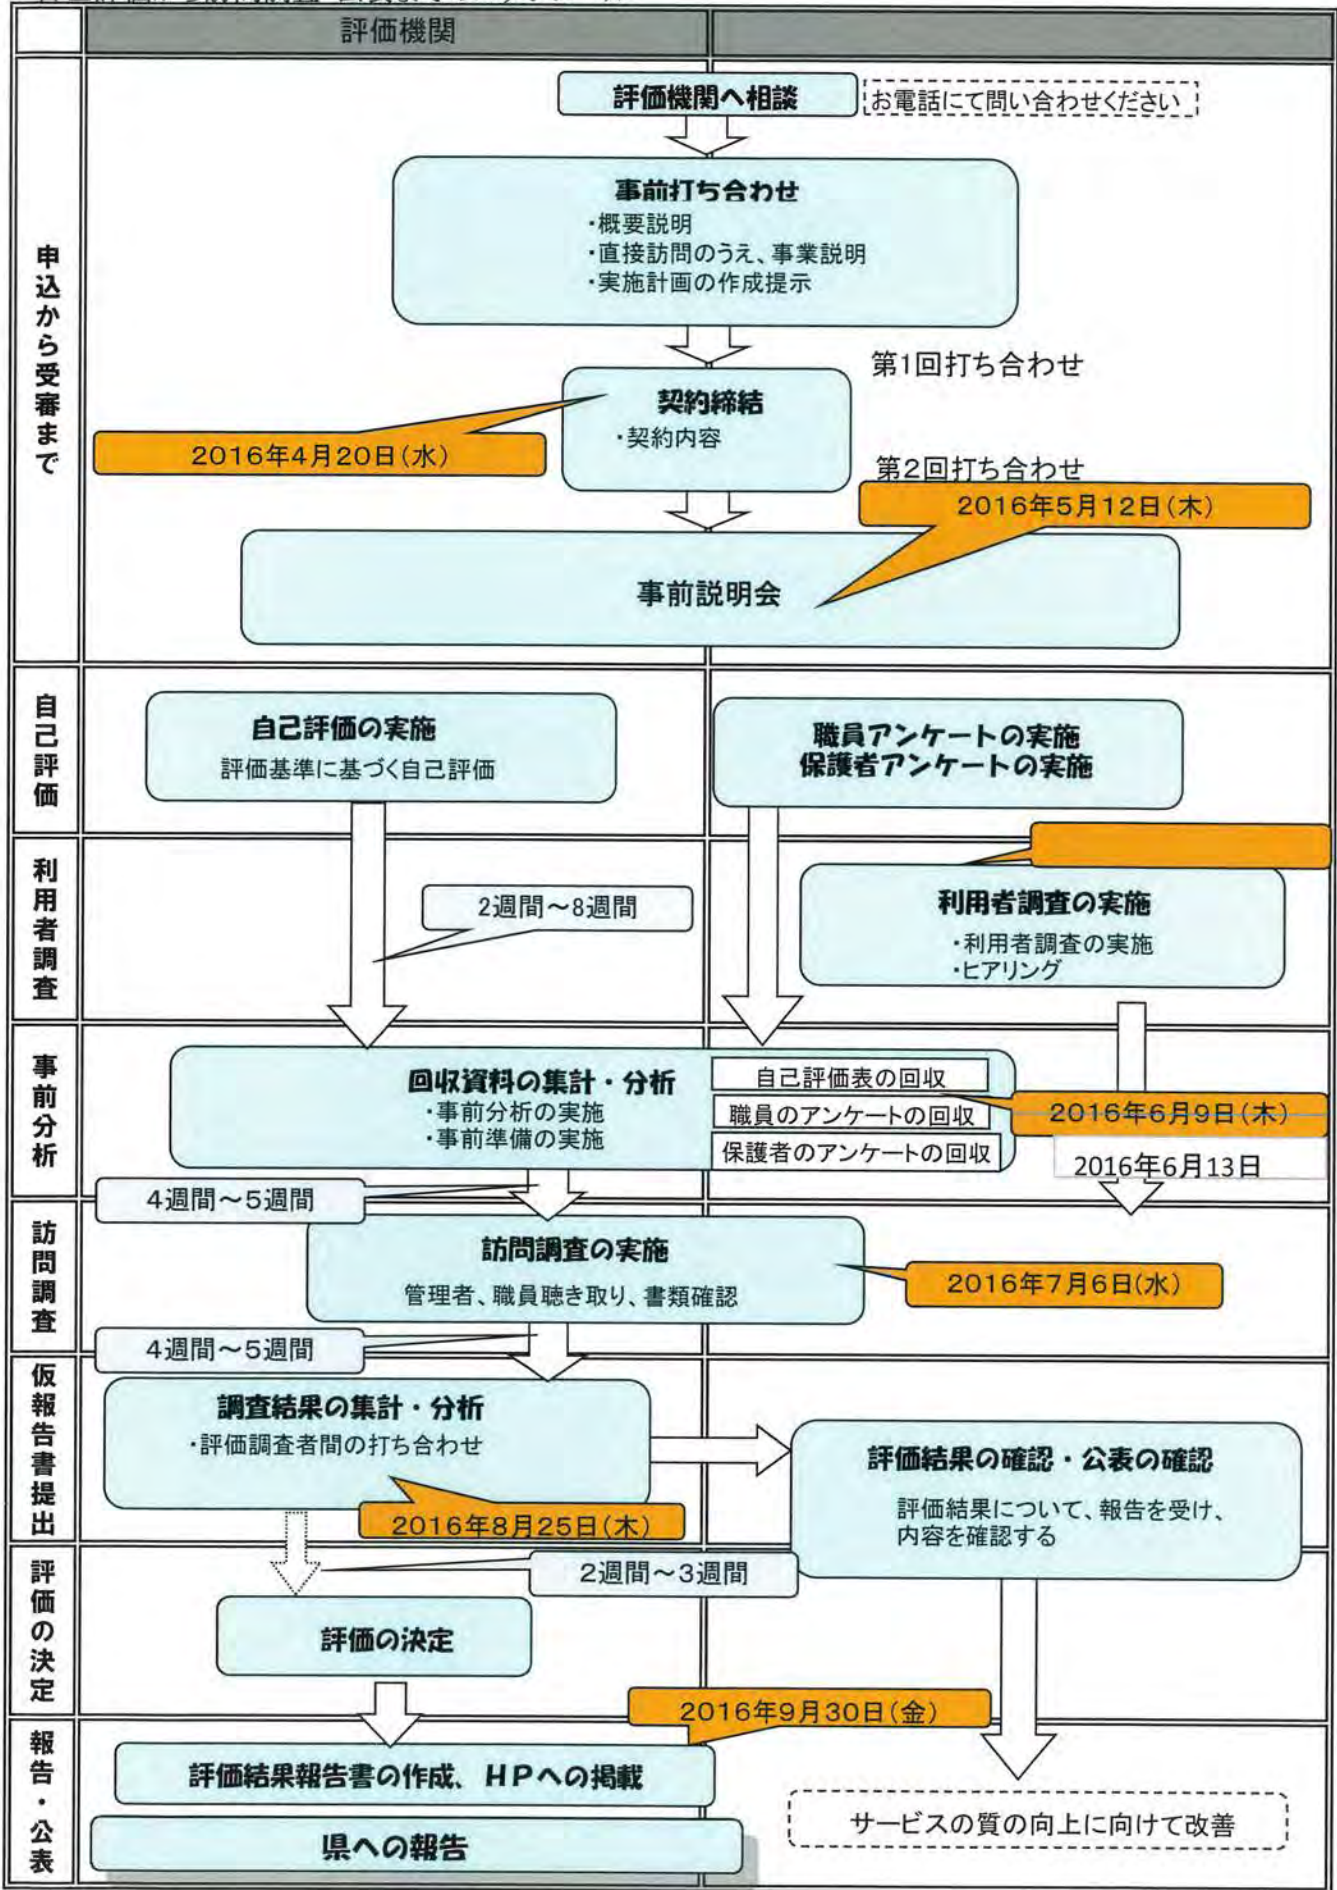 評価機関
評価機関へ相談
お電話にて問い合わせください
事前打ち合わせ
・概要説明
・直接訪問のうえ、事業説明
・実施計画の作成提示
申込から受審まで
第1回打ち合わせ
契約締結
・契約内容
2016年4月20日(水)
第2回打ち合わせ
2016年5月12日(木)
事前説明会
自己評価
自己評価の実施
評価基準に基づく自己評価
職員アンケートの実施
保護者アンケートの実施
利用者調査
2週間～8週間
利用者調査の実施
・利用者調査の実施
・ヒアリング
事前分析
回収資料の集計・分析
・事前分析の実施
・事前準備の実施
自己評価表の回収
職員のアンケートの回収
保護者のアンケートの回収
2016年6月9日(木)
2016年6月13日
4週間～5週間
訪問調査
訪問調査の実施
管理者、職員聴き取り、書類確認
2016年7月6日(水)
4週間～5週間
仮報告書提出
調査結果の集計・分析
・評価調査者間の打ち合わせ
2016年8月25日(木)
評価結果の確認・公表の確認
評価結果について、報告を受け、
内容を確認する
評価の決定
2週間～3週間
評価の決定
2016年9月30日(金)
報告・公表
評価結果報告書の作成、HPへの掲載
県への報告
サービスの質の向上に向けて改善